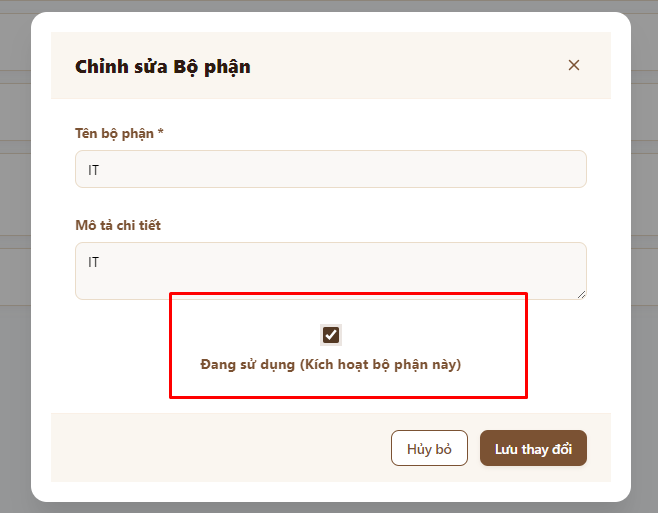 Chỉnh sửa Bộ phận
Tên bộ phận *
IT
Mô tả chi tiết
IT
Đang sử dụng (Kích hoạt bộ phận này)
Hủy bỏ
Lưu thay đổi